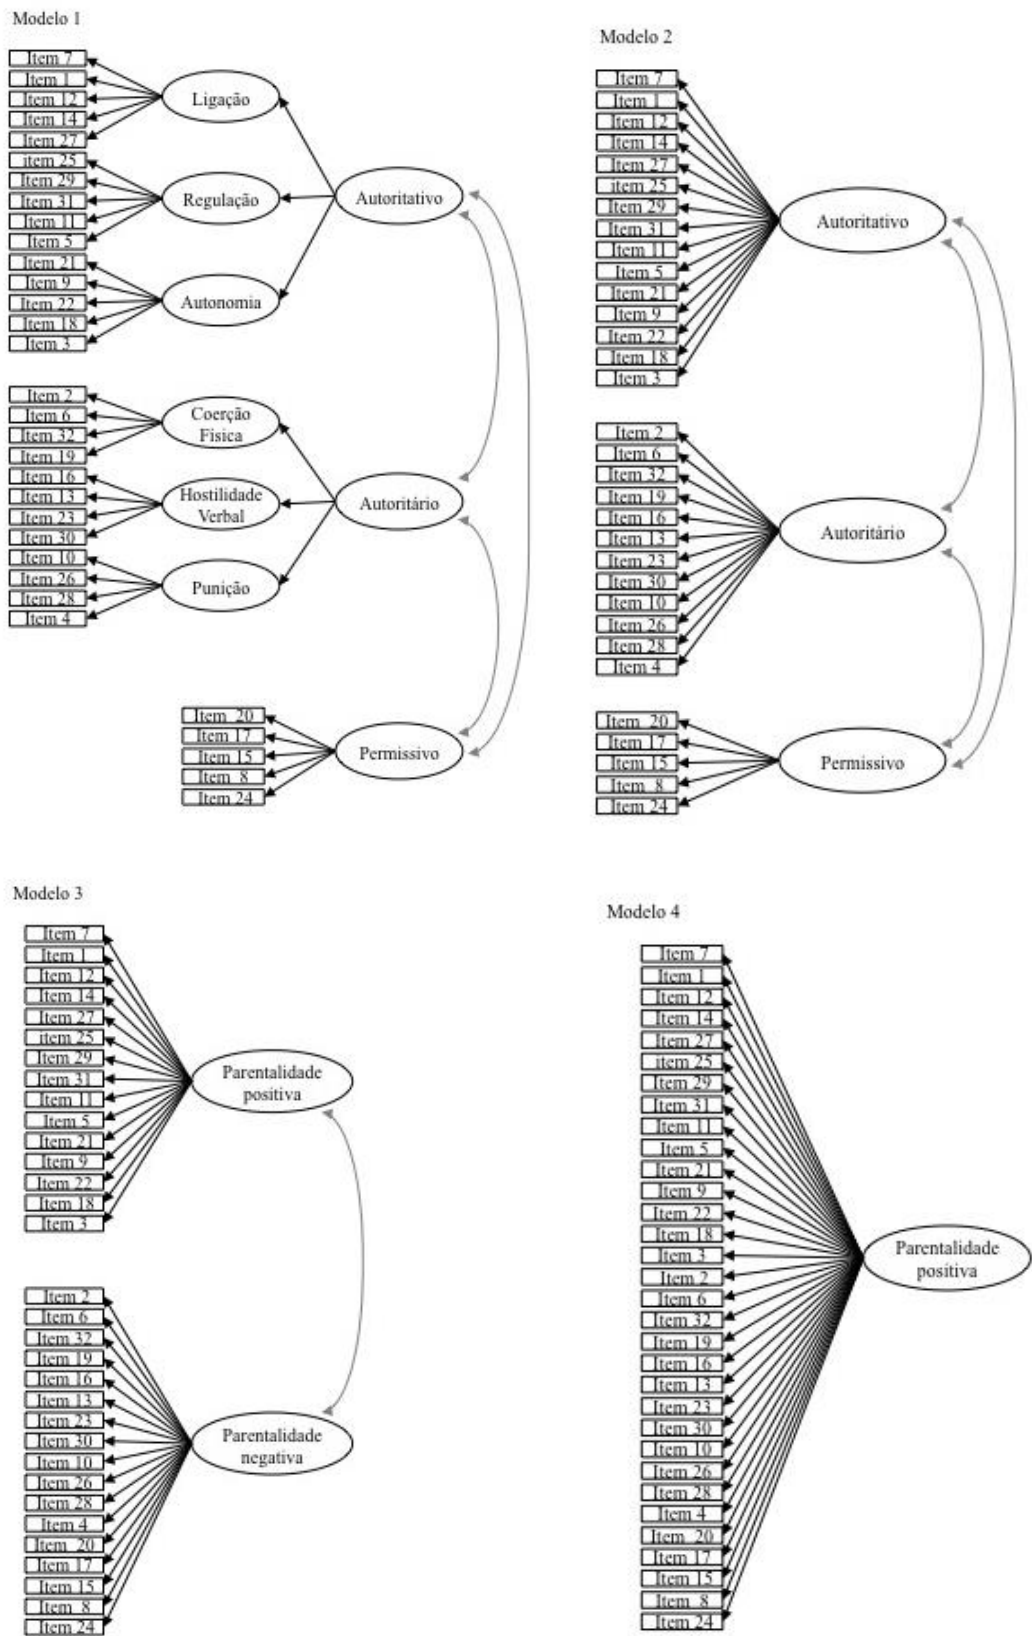 Modelo 1
Item 7
Item 1
Item 12
Item 14
Item 27
item 25
Item 29
Item 31
Item 11
Item 5
Item 21
Item 9
Item 22
Item 18
Item 3
Ligação
Regulação
Autonomia
Autoritativo
Item 2
Item 6
Item 32
Item 19
Item 16
Item 13
Item 23
Item 30
Item 10
Item 26
Item 28
Item 4
Coerção
Física
Hostilidade
Verbal
Punição
Autoritário
Item 20
Item 17
Item 15
Item 8
Item 24
Permissivo
Modelo 2
Item 7
Item 1
Item 12
Item 14
Item 27
item 25
Item 29
Item 31
Item 11
Item 5
Item 21
Item 9
Item 22
Item 18
Item 3
Autoritativo
Item 2
Item 6
Item 32
Item 19
Item 16
Item 13
Item 23
Item 30
Item 10
Item 26
Item 28
Item 4
Autoritário
Item 20
Item 17
Item 15
Item 8
Item 24
Permissivo
Modelo 3
Item 7
Item 1
Item 12
Item 14
Item 27
item 25
Item 29
Item 31
Item 11
Item 5
Item 21
Item 9
Item 22
Item 18
Item 3
Parentalidade
positiva
Item 2
Item 6
Item 32
Item 19
Item 16
Item 13
Item 23
Item 30
Item 10
Item 26
Item 28
Item 4
Item 20
Item 17
Item 15
Item 8
Item 24
Parentalidade
negativa
Modelo 4
Item 7
Item 1
Item 12
Item 14
Item 27
item 25
Item 29
Item 31
Item 11
Item 5
Item 21
Item 9
Item 22
Item 18
Item 3
Item 2
Item 6
Item 32
Item 19
Item 16
Item 13
Item 23
Item 30
Item 10
Item 26
Item 28
Item 4
Item 20
Item 17
Item 15
Item 8
Item 24
Parentalidade
positiva